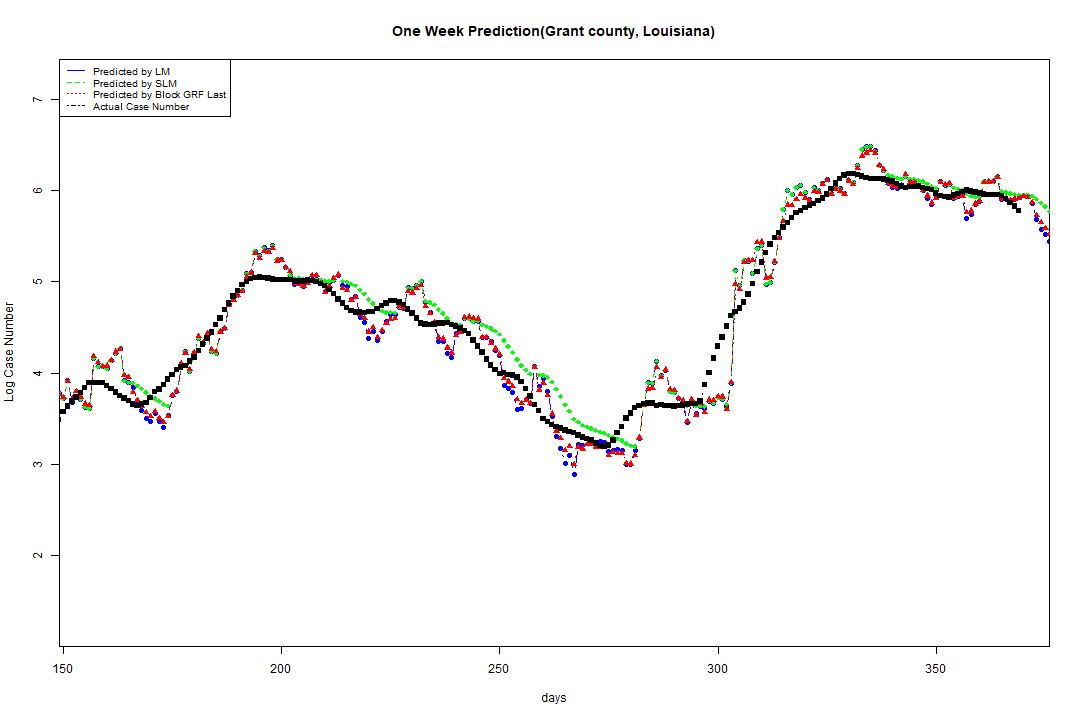 One Week Prediction(Grant county, Louisiana)
Predicted by LM
Predicted by SLM
Predicted by Block GRF Last
Actual Case Number
Log Case Number
7
6
5
4
3
2
150 200 250 300 350
days